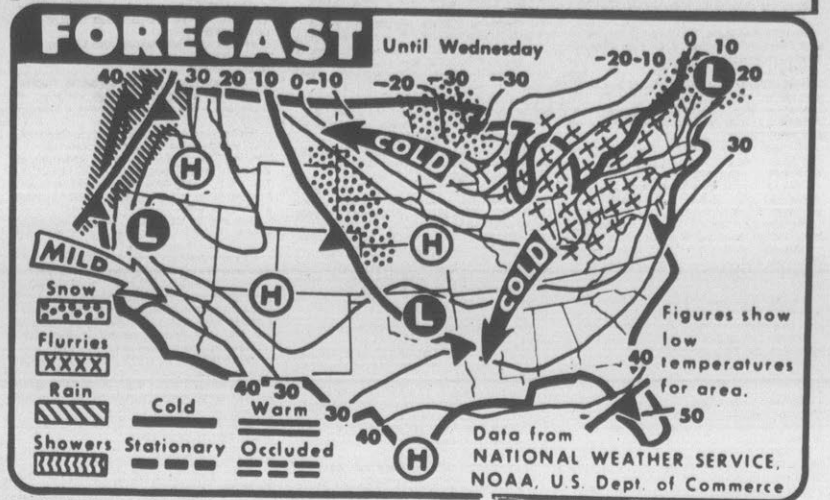 FORECAST Until Wednesday
40 30 20 10 0 -10 -20 -30 -30 -20 -10 0 10
L 20
30
COLD
H
L
H
MILD
COLD
H
L
Snow
Flurries
XXXX
Rain
Showers
Cold Warm
Stationary Occluded
40 30
30
40
H
Figures show
low
temperatures
for area.
40
50
Data from
NATIONAL WEATHER SERVICE,
NOAA, U.S. Dept. of Commerce